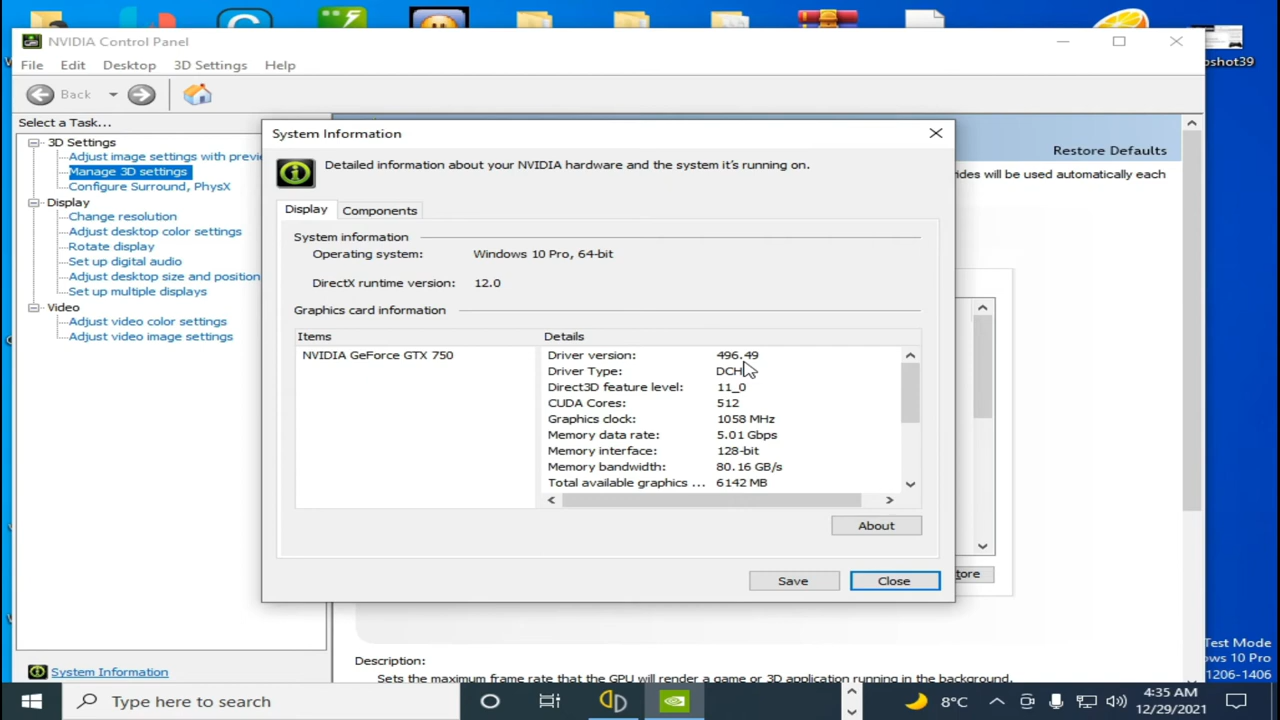 NVIDIA Control Panel
pshot39
File Edit Desktop 3D Settings Help
Back
Select a Task...
3D Settings
Adjust image settings with previ
Manage 3D settings
Configure Surround, PhysX
Display
Change resolution
Adjust desktop color settings
Rotate display
Set up digital audio
Adjust desktop size and position
Set up multiple displays
Video
Adjust video color settings
Adjust video image settings
System Information
Restore Defaults
ides will be used automatically each
System Information
Detailed information about your NVIDIA hardware and the system it's running on.
Display Components
System information
Operating system: Windows 10 Pro, 64-bit
DirectX runtime version: 12.0
Graphics card information
Items Details
NVIDIA GeForce GTX 750
Driver version: 496.49
Driver Type: DCH
Direct3D feature level: 11_0
CUDA Cores: 512
Graphics clock: 1058 MHz
Memory data rate: 5.01 Gbps
Memory interface: 128-bit
Memory bandwidth: 80.16 GB/s
Total available graphics ... 6142 MB
About
Save Close
tore
Description:
Sets the maximum frame rate that the GPU will render a game or 3D application running in the background.
Test Mode
ows 10 Pro
1206-1406
Type here to search
8°C
4:35 AM
12/29/2021